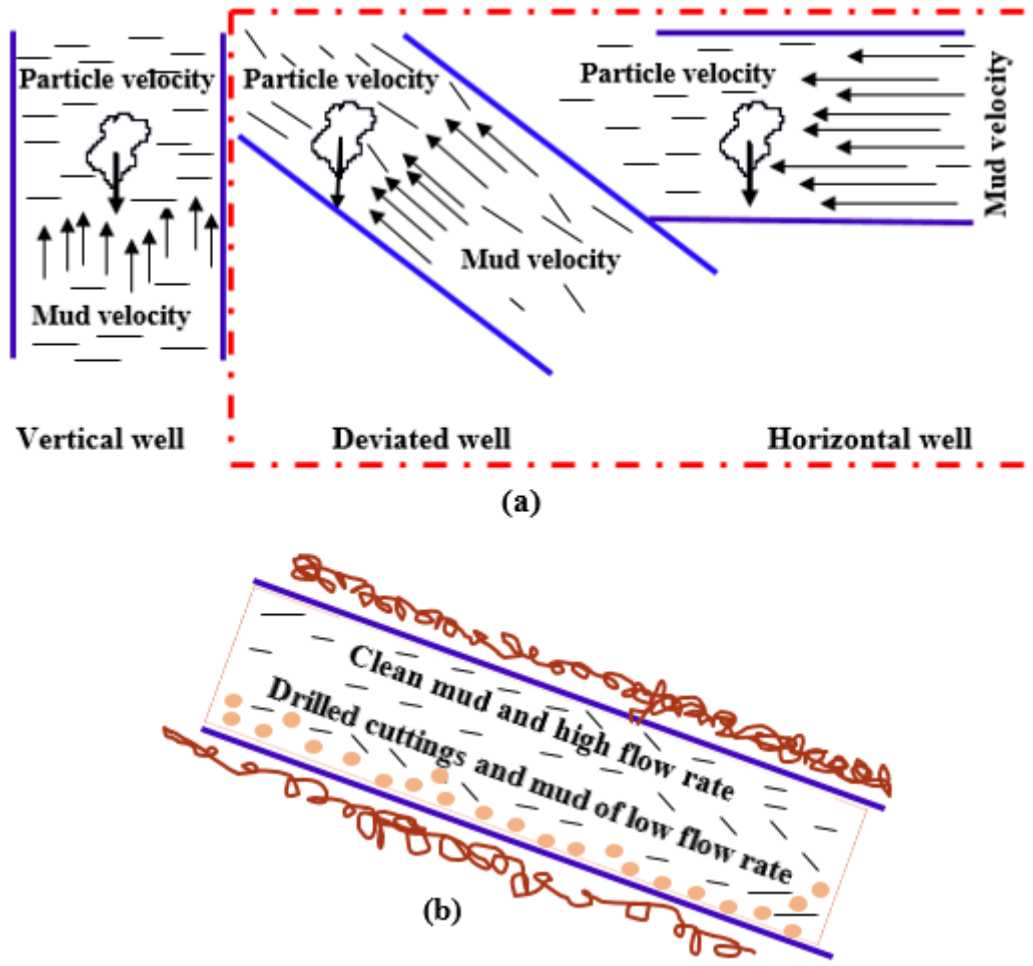 Particle velocity
Mud velocity
Vertical well
Particle velocity
Mud velocity
Deviated well
Particle velocity
Mud velocity
Horizontal well
(a)
Clean mud and high flow rate
Drilled cuttings and mud of low flow rate
(b)